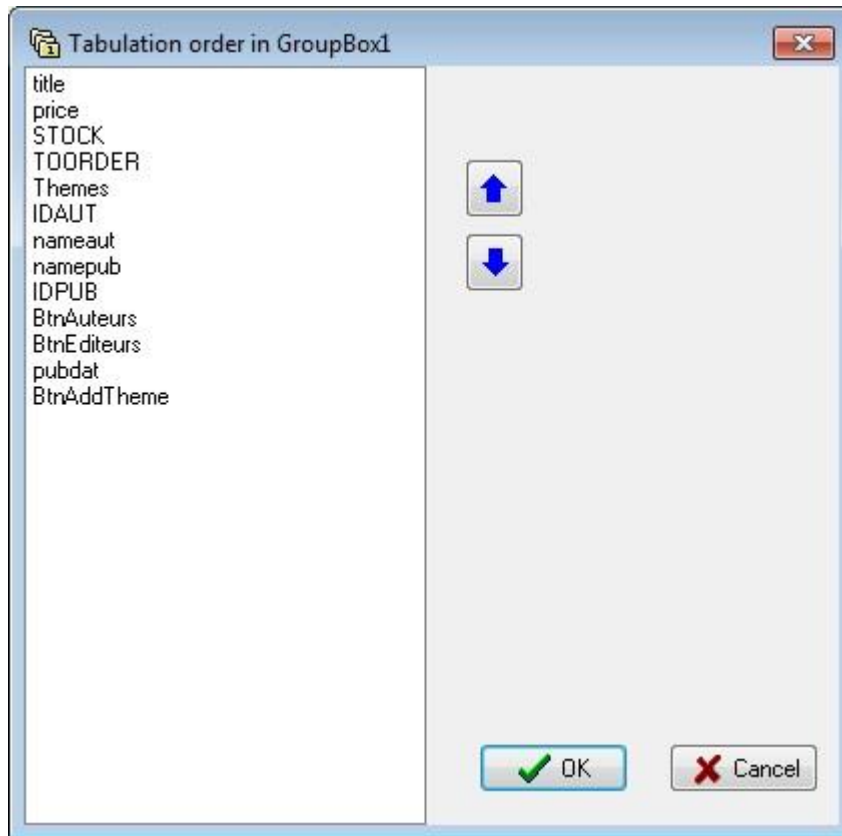 Tabulation order in GroupBox1
title
price
STOCK
TOORDER
Themes
IDAUT
nameaut
namepub
IDPUB
BtnAuteurs
BtnEditeurs
pubdat
BtnAddTheme
OK
Cancel